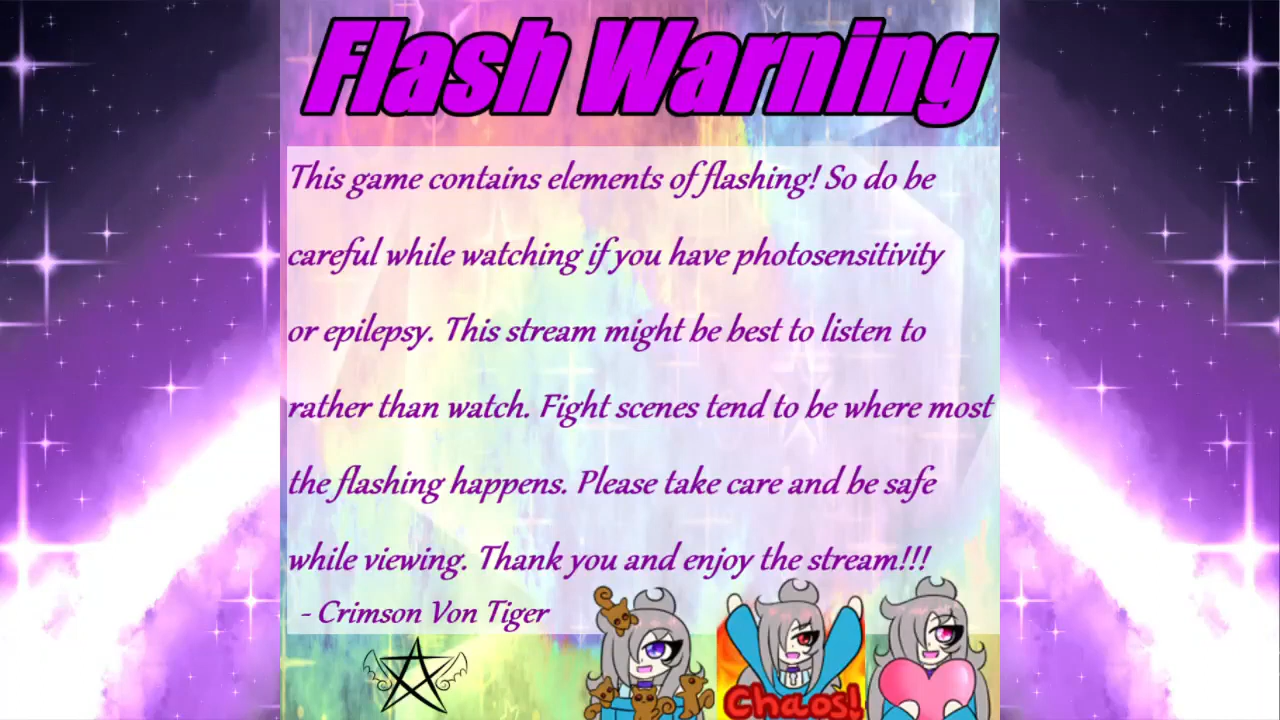 Flash Warning
This game contains elements of flashing! So do be
careful while watching if you have photosensitivity
or epilepsy. This stream might be best to listen to
rather than watch. Fight scenes tend to be where most
the flashing happens. Please take care and be safe
while viewing. Thank you and enjoy the stream!!!
- Crimson Von Tiger
Chaos!